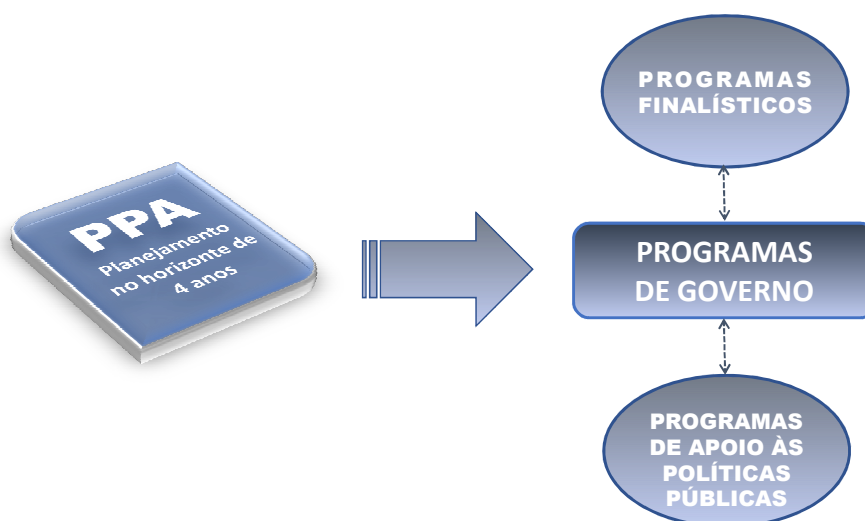 PPA
Planejamento
no horizonte de
4 anos
PROGRAMAS
FINALÍSTICOS
PROGRAMAS
DE GOVERNO
PROGRAMAS
DE APOIO ÀS
POLÍTICAS
PÚBLICAS